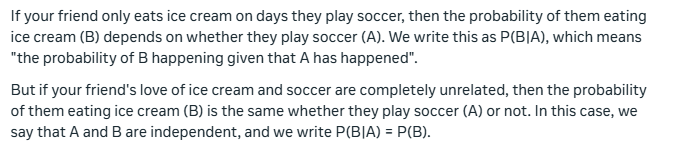 If your friend only eats ice cream on days they play soccer, then the probability of them eating
ice cream (B) depends on whether they play soccer (A). We write this as P(B|A), which means
"the probability of B happening given that A has happened".
But if your friend's love of ice cream and soccer are completely unrelated, then the probability
of them eating ice cream (B) is the same whether they play soccer (A) or not. In this case, we
say that A and B are independent, and we write P(B|A) = P(B).